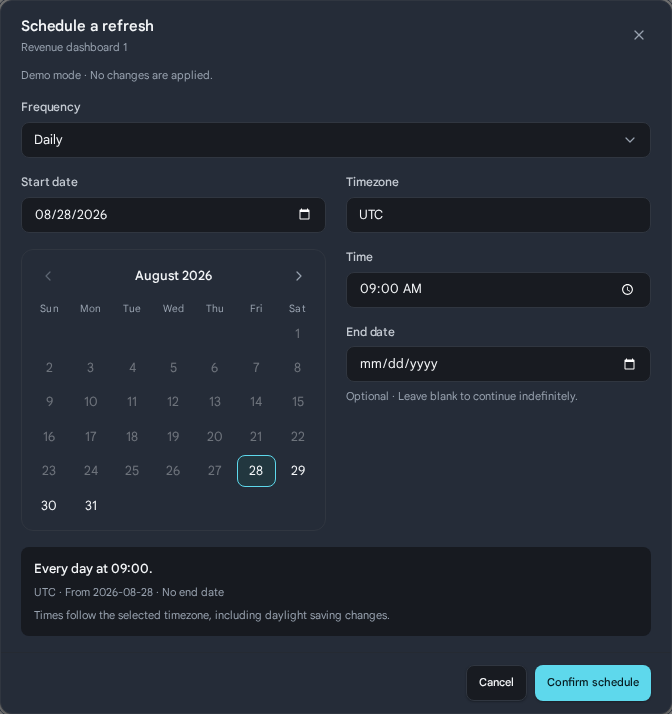 Schedule a refresh
Revenue dashboard 1
Demo mode · No changes are applied.
Frequency
Daily
Start date
08/28/2026
Timezone
UTC
August 2026
Sun Mon Tue Wed Thu Fri Sat
1
2 3 4 5 6 7 8
9 10 11 12 13 14 15
16 17 18 19 20 21 22
23 24 25 26 27 28 29
30 31
Time
09:00 AM
End date
mm/dd/yyyy
Optional · Leave blank to continue indefinitely.
Every day at 09:00.
UTC · From 2026-08-28 · No end date
Times follow the selected timezone, including daylight saving changes.
Cancel
Confirm schedule